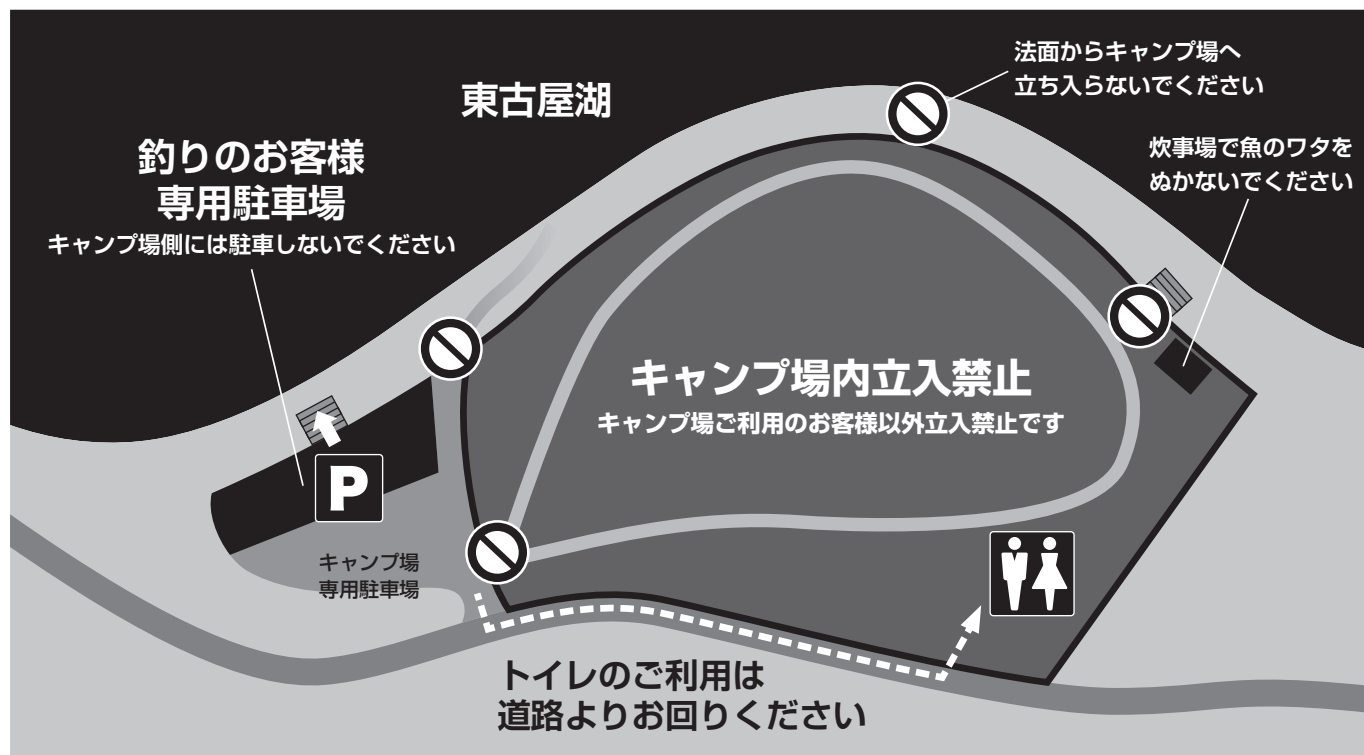 東古屋湖
法面からキャンプ場へ
立ち入らないでください
釣りのお客様
専用駐車場
キャンプ場側には駐車しないでください
炊事場で魚のワタを
ぬかないでください
キャンプ場内立入禁止
キャンプ場ご利用のお客様以外立入禁止です
P
キャンプ場
専用駐車場
トイレのご利用は
道路よりお回りください